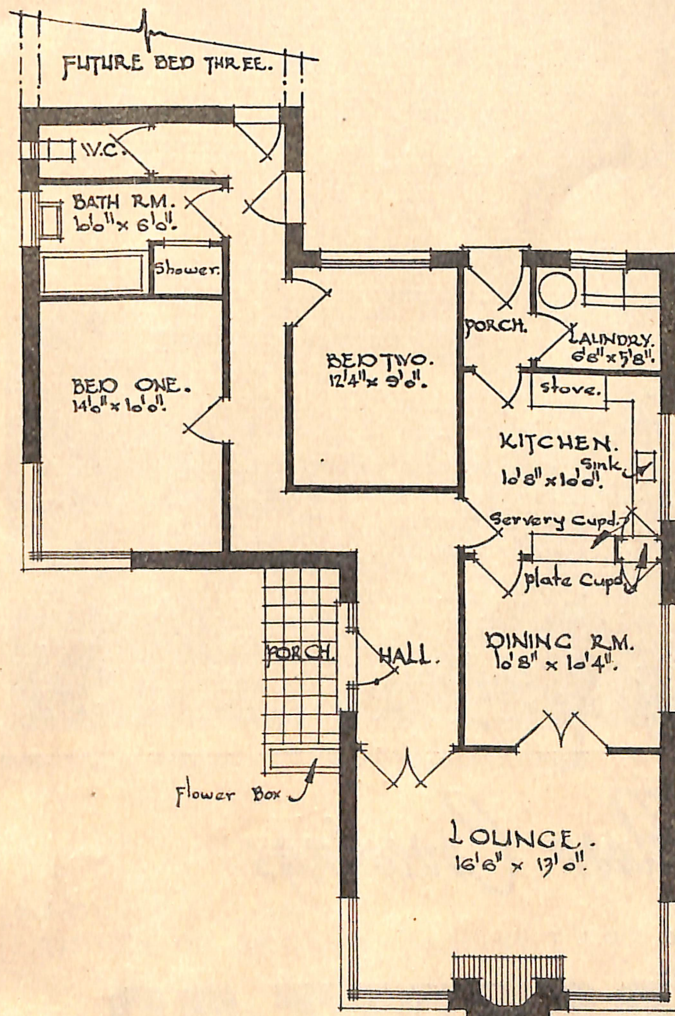 FUTURE BED THREE.
W.C.
BATH RM.
10'0" x 6'0".
Shower.
PORCH.
LAUNDRY.
6'8" x 5'8".
BED TWO.
12'4" x 9'0".
BED ONE.
14'0" x 10'0".
Stove.
KITCHEN.
10'8" x 10'0".
Sink.
Servery Cupd.
Plate Cupd.
PORCH.
HALL.
DINING RM.
10'8" x 10'4".
Flower Box
LOUNGE.
16'6" x 13'0".